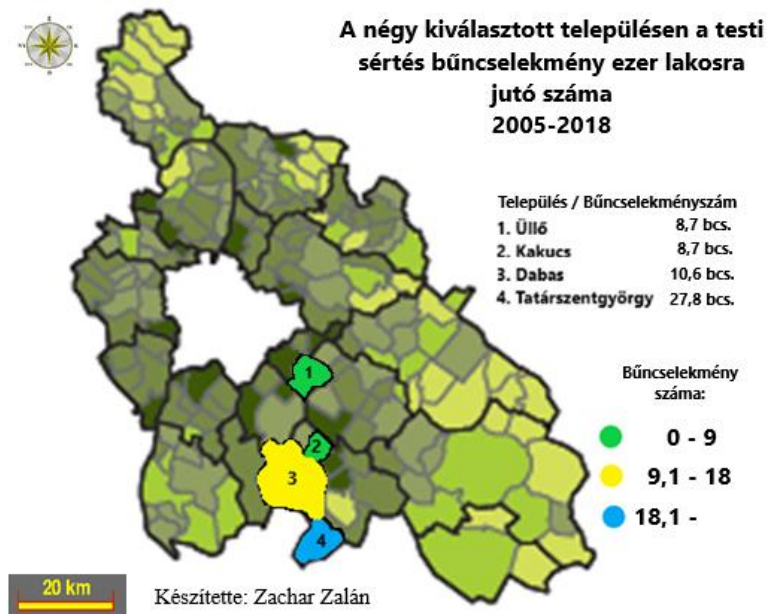 A négy kiválasztott településen a testi
sértés bűncselekmény ezer lakosra
jutó száma
2005-2018
Település / Bűncselekményszám
1. Üllő 8,7 bcs.
2. Kakucs 8,7 bcs.
3. Dabas 10,6 bcs.
4. Tatárszentgyörgy 27,8 bcs.
1
2
3
4
Bűncselekmény
száma:
0 - 9
9,1 - 18
18,1 -
20 km
Készítette: Zachar Zalán